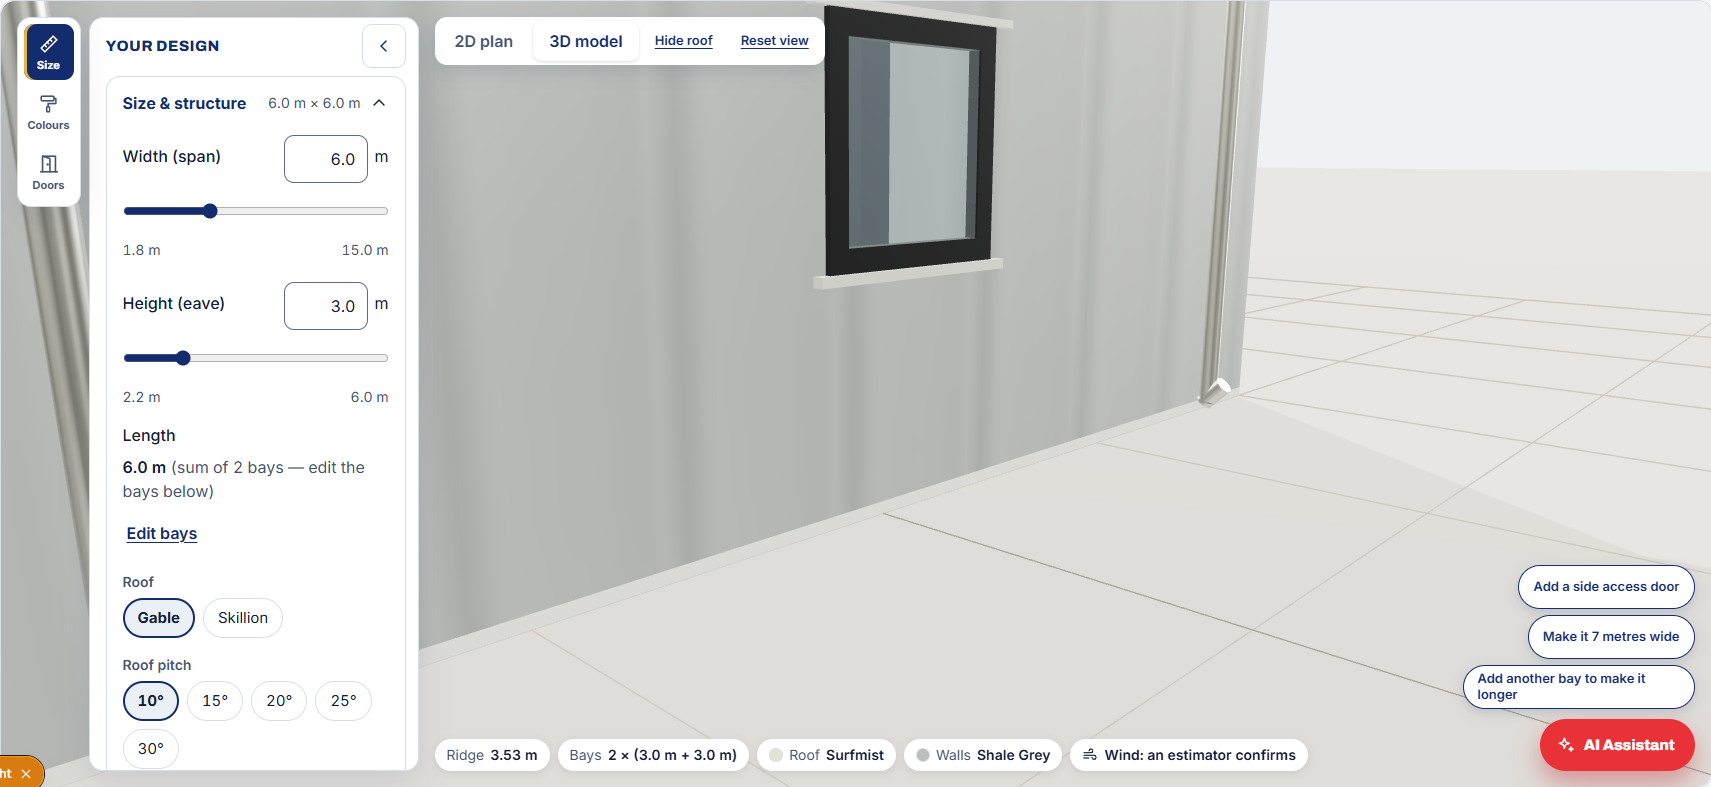 Size
Colours
Doors
YOUR DESIGN
Size & structure 6.0 m × 6.0 m
Width (span) 6.0 m
1.8 m 15.0 m
Height (eave) 3.0 m
2.2 m 6.0 m
Length
6.0 m (sum of 2 bays — edit the
bays below)
Edit bays
Roof
Gable Skillion
Roof pitch
10° 15° 20° 25°
30°
2D plan 3D model Hide roof Reset view
Add a side access door
Make it 7 metres wide
Add another bay to make it
longer
AI Assistant
Ridge 3.53 m Bays 2 × (3.0 m + 3.0 m) Roof Surfmist Walls Shale Grey Wind: an estimator confirms
ht